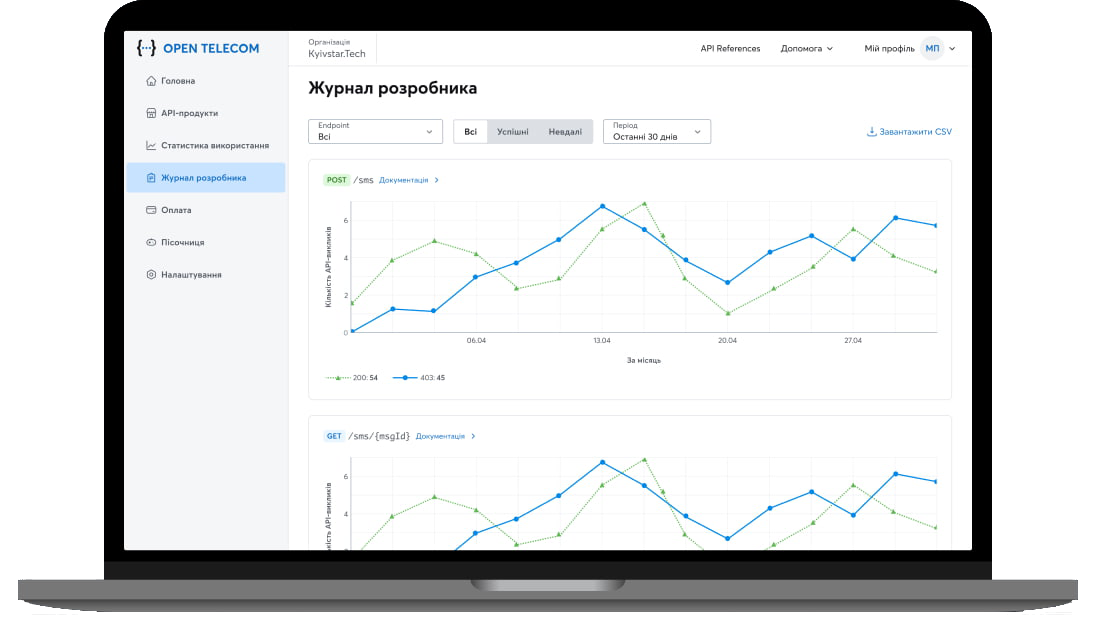 {···} OPEN TELECOM
Головна
API-продукти
Статистика використання
Журнал розробника
Оплата
Пісочниця
Налаштування
Організація
Kyivstar.Tech
API References
Допомога
Мій профіль
МП
Журнал розробника
Endpoint
Всі
Всі
Успішні
Невдалі
Період
Останні 30 днів
Завантажити CSV
POST /sms Документація
Кількість API-викликів
6
4
2
0
06.04
13.04
20.04
27.04
За місяць
200: 54
403: 45
GET /sms/{msgId} Документація
6
4